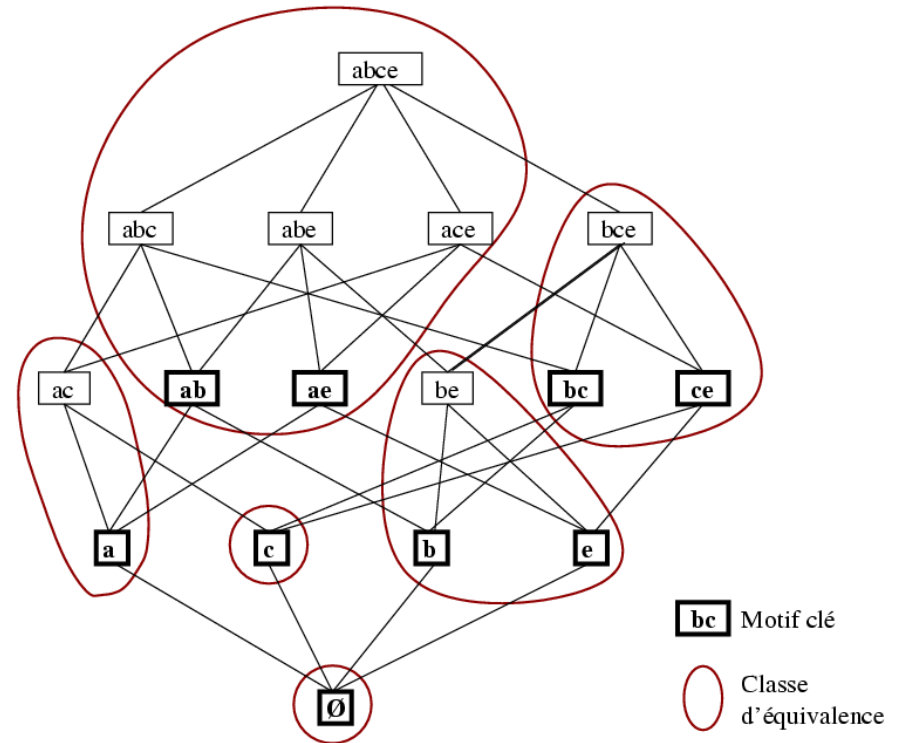 abce
abc abe ace bce
ac ab ae be bc ce
a c b e
bc Motif clé
Ø
Classe
d'équivalence